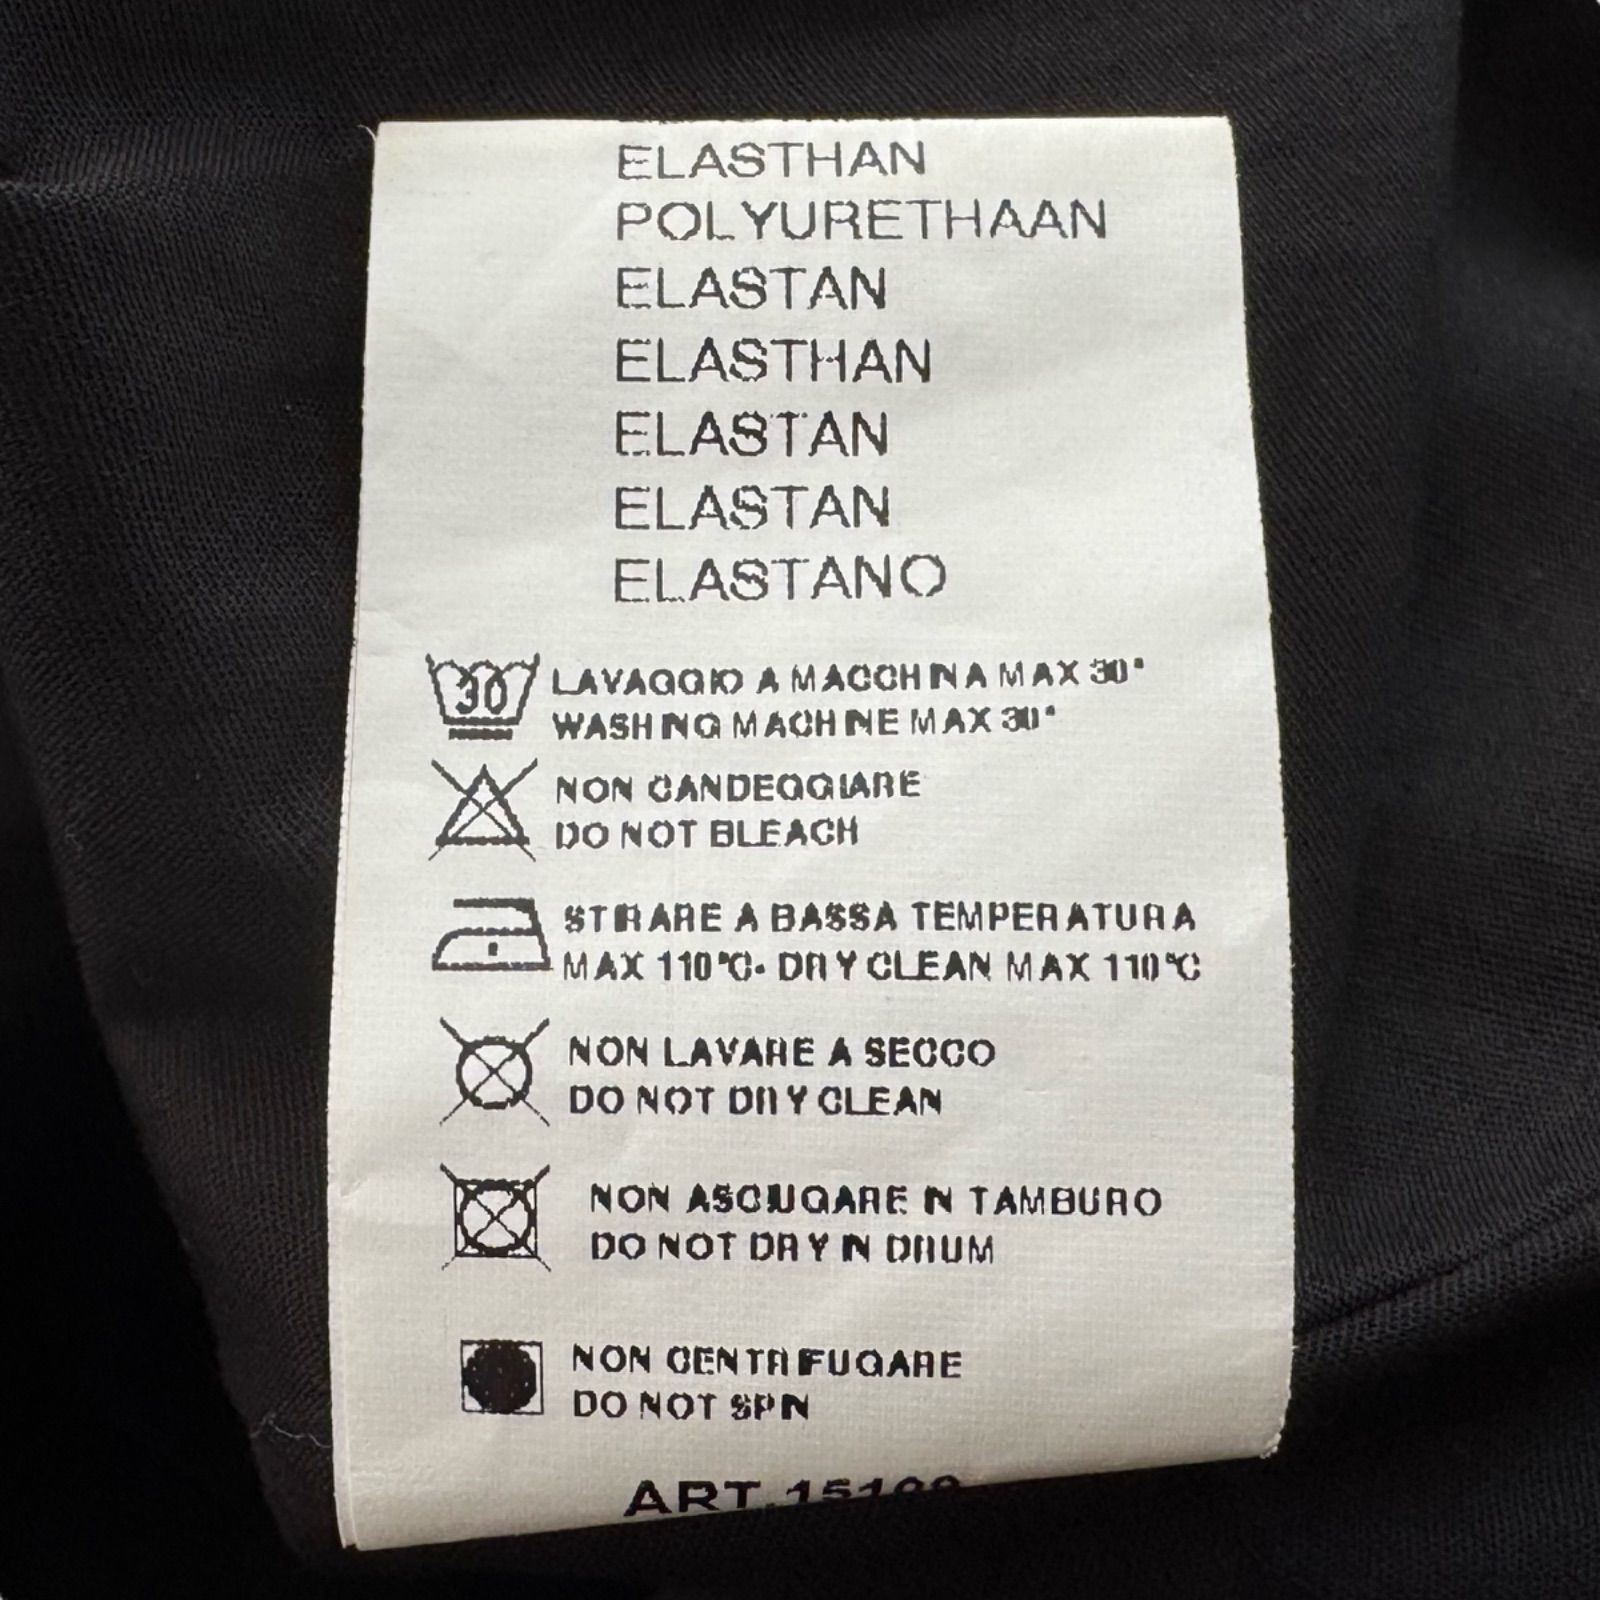 ELASTHAN
POLYURETHAAN
ELASTAN
ELASTHAN
ELASTAN
ELASTAN
ELASTANO
30 LAVAGGIO A MACCHINA MAX 30°
WASHING MACHINE MAX 30°
NON CANDEGGIARE
DO NOT BLEACH
STIRARE A BASSA TEMPERATURA
MAX 110°C- DRY CLEAN MAX 110°C
NON LAVARE A SECCO
DO NOT DRY CLEAN
NON ASCIUGARE IN TAMBURO
DO NOT DRY IN DRUM
NON CENTRIFUGARE
DO NOT SPIN
ART.